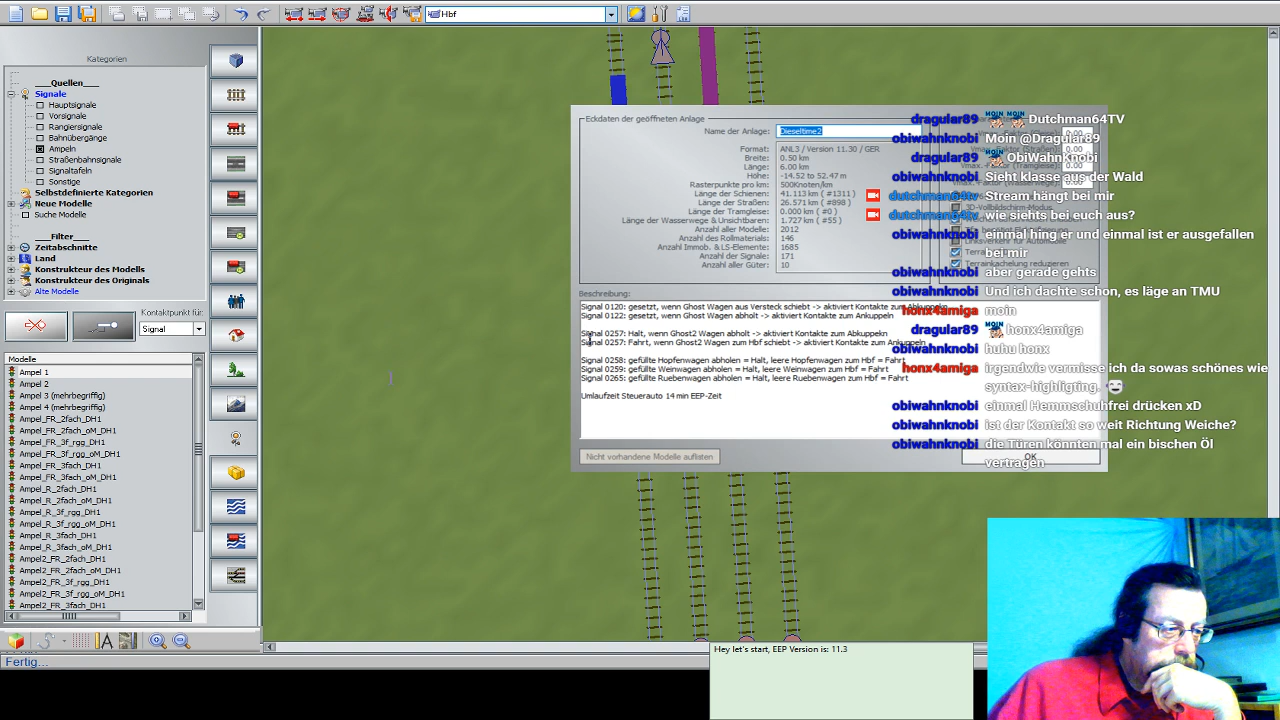 Hbf
Kategorien
___Quellen___
Signale
Hauptsignale
Vorsignale
Rangiersignale
Bahnübergänge
Ampeln
Straßenbahnsignale
Signaltafeln
Sonstige
Selbstdefinierte Kategorien
Neue Modelle
Suche Modelle
___Filter___
Zeitabschnitte
Land
Konstrukteur des Modells
Konstrukteur des Originals
Alte Modelle
Kontaktpunkt für:
Signal
Modelle
Ampel 1
Ampel 2
Ampel 3 (mehrbegriffig)
Ampel 4 (mehrbegriffig)
Ampel_FR_2fach_DH1
Ampel_FR_2fach_oM_DH1
Ampel_FR_3f_rgg_DH1
Ampel_FR_3f_rgg_oM_DH1
Ampel_FR_3fach_DH1
Ampel_FR_3fach_oM_DH1
Ampel_R_2fach_DH1
Ampel_R_2fach_oM_DH1
Ampel_R_3f_rgg_DH1
Ampel_R_3f_rgg_oM_DH1
Ampel_R_3fach_DH1
Ampel_R_3fach_oM_DH1
Ampel2_FR_2fach_DH1
Ampel2_FR_2fach_oM_DH1
Ampel2_FR_3f_rgg_DH1
Ampel2_FR_3f_rgg_oM_DH1
Ampel2_FR_3fach_DH1
Fertig...
Eckdaten der geöffneten Anlage
Name der Anlage: Dieseltime2
Format: ANL3 / Version 11.30 / GER
Breite: 0.50 km
Länge: 6.00 km
Höhe: -14.52 to 52.47 m
Rasterpunkte pro km: 500Knoten/km
Länge der Schienen: 41.113 km ( #1311 )
Länge der Straßen: 26.571 km ( #898 )
Länge der Tramgleise: 0.000 km ( #0 )
Länge der Wasserwege & Unsichtbaren: 1.727 km ( #55 )
Anzahl aller Modelle: 2012
Anzahl des Rollmaterials: 146
Anzahl Immob. & LS-Elemente: 1685
Anzahl der Signale: 171
Anzahl aller Güter: 10
Beschreibung:
Signal 0120: gesetzt, wenn Ghost Wagen aus Versteck schiebt -> aktiviert Kontakte zum Abkuppeln
Signal 0122: gesetzt, wenn Ghost Wagen abholt -> aktiviert Kontakte zum Ankuppeln
Signal 0257: Halt, wenn Ghost2 Wagen abholt -> aktiviert Kontakte zum Abkuppekn
Signal 0257: Fahrt, wenn Ghost2 Wagen zum Hbf schiebt -> aktiviert Kontakte zum Ankuppeln
Signal 0258: gefüllte Hopfenwagen abholen = Halt, leere Hopfenwagen zum Hbf = Fahrt
Signal 0259: gefüllte Weinwagen abholen = Halt, leere Weinwagen zum Hbf = Fahrt
Signal 0265: gefüllte Ruebenwagen abholen = Halt, leere Ruebenwagen zum Hbf = Fahrt
Umlaufzeit Steuerauto 14 min EEP-Zeit
Nicht vorhandene Modelle auflisten
OK
dragular89 MOIN MOIN Dutchman64TV
obiwahnknobi Moin @Dragular89
dragular89 MOIN ObiWahnKnobi
obiwahnknobi Sieht klasse aus der Wald
dutchman64tv Stream hängt bei mir
dutchman64tv wie siehts bei euch aus?
obiwahnknobi einmal hing er und einmal ist er ausgefallen
bei mir
obiwahnknobi aber gerade gehts
obiwahnknobi Und ich dachte schon, es läge an TMU
honx4amiga moin
dragular89 MOIN honx4amiga
obiwahnknobi huhu honx
honx4amiga irgendwie vermisse ich da sowas schönes wie
syntax-highligting.
obiwahnknobi einmal Hemmschuhfrei drücken xD
obiwahnknobi ist der Kontakt so weit Richtung Weiche?
obiwahnknobi die Türen könnten mal ein bischen Öl
vertragen
Hey let's start, EEP Version is: 11.3